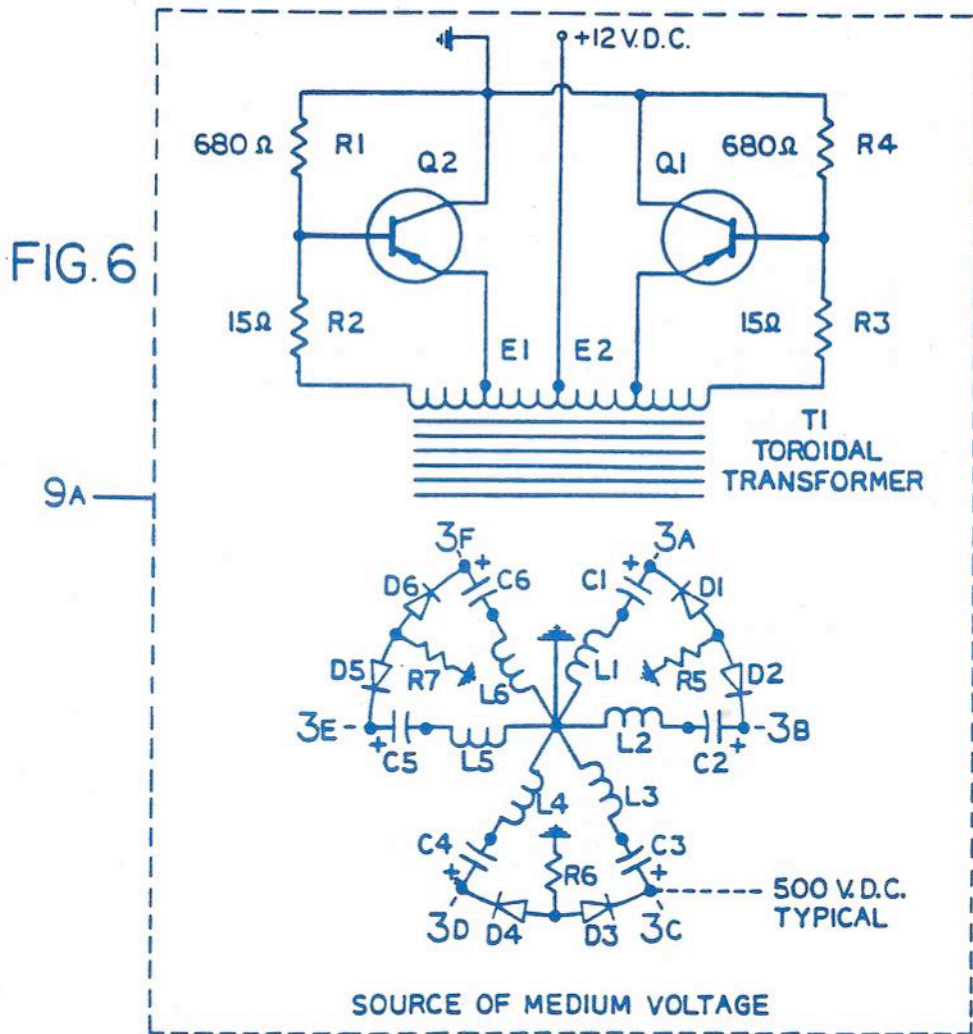 +12 V.D.C.
680 Ω R1
Q2
Q1
680Ω R4
FIG. 6
15Ω R2
E1 E2
15Ω R3
T1
TOROIDAL
TRANSFORMER
9A
3F + C6
D6
3A
+ C1
D1
D5
R7
L6
L1
R5
D2
3E
+ C5
L5
L2
C2 +
3B
L4
L3
C4
+
R6
C3
+
3D
D4
D3
3C
500 V.D.C.
TYPICAL
SOURCE OF MEDIUM VOLTAGE